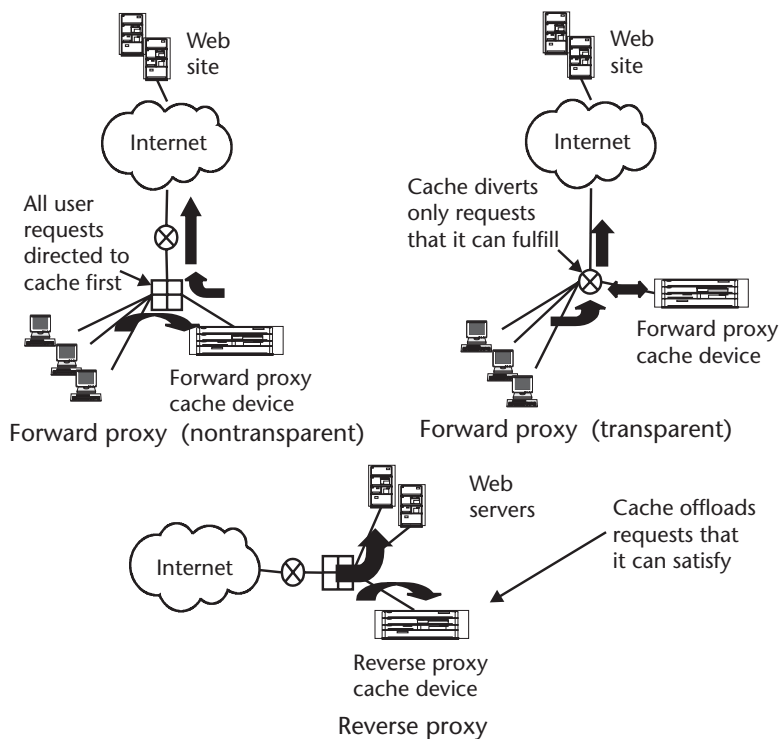 Web
site
Internet
All user
requests
directed to
cache first
Forward proxy
cache device
Forward proxy (nontransparent)
Web
site
Internet
Cache diverts
only requests
that it can fulfill
Forward proxy
cache device
Forward proxy (transparent)
Web
servers
Internet
Cache offloads
requests that
it can satisfy
Reverse proxy
cache device
Reverse proxy